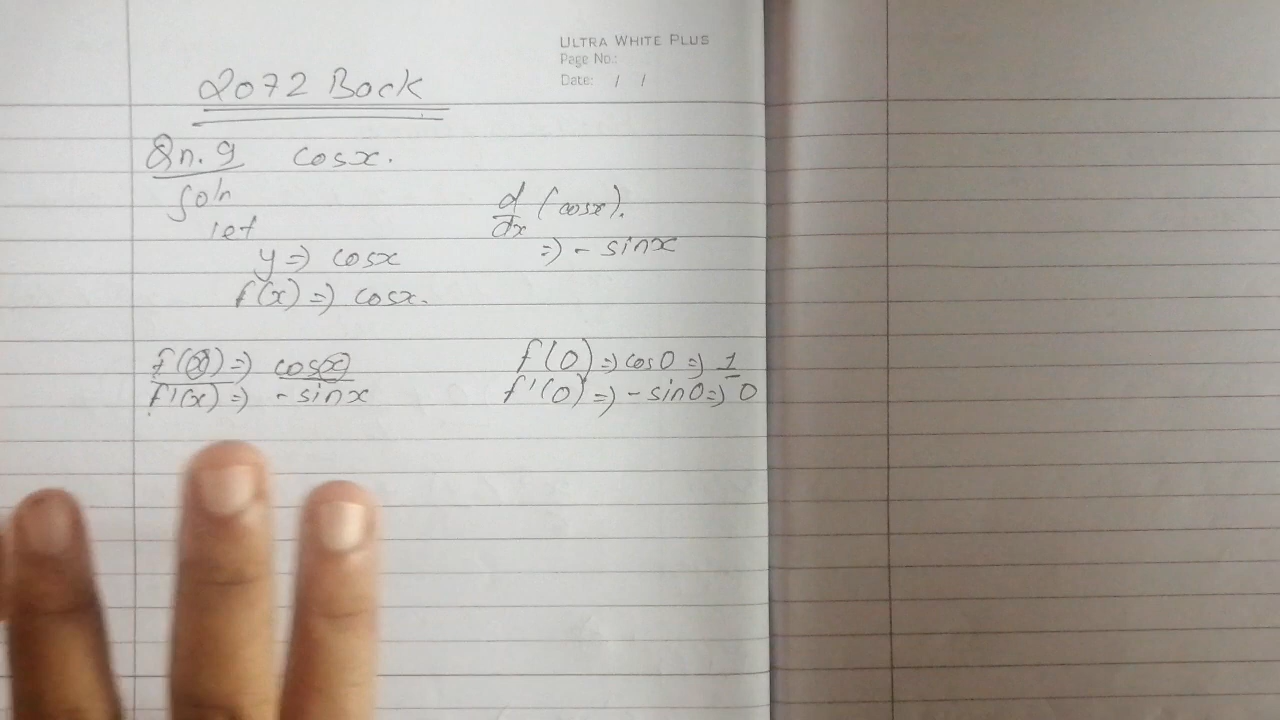 ULTRA WHITE PLUS
Page No.:
Date: / /
2072 Back
Qn. 9 cosx.
Soln
let
y => cosx
f(x) => cosx.
d/dx (cosx).
=> - sinx
f(x) => cosx
f'(x) => - sinx
f(0) => cos0 => 1
f'(0) => - sin0 => 0